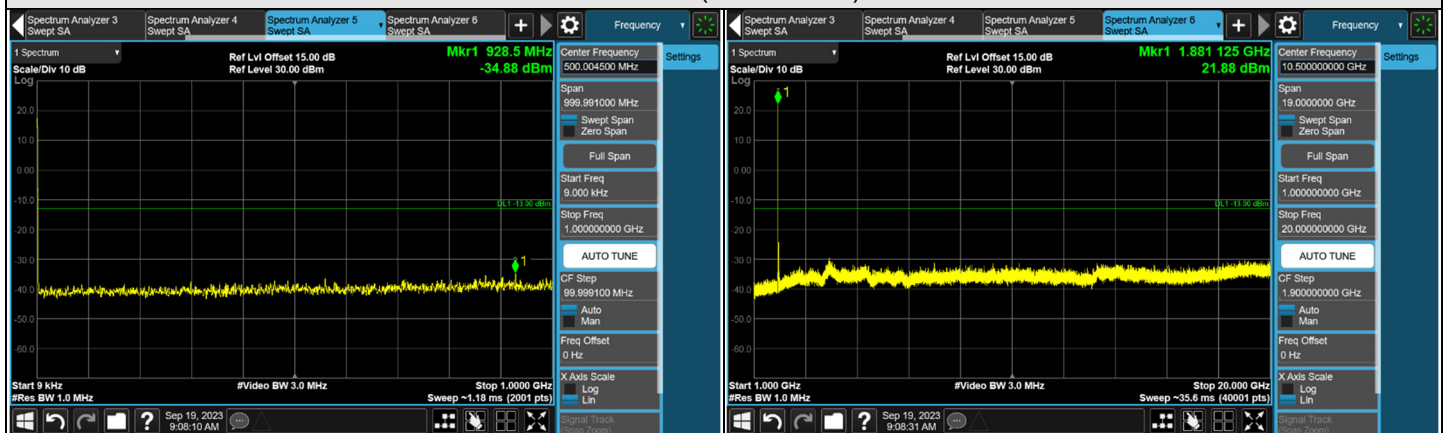 Spectrum Analyzer 3
Swept SA
Spectrum Analyzer 4
Swept SA
Spectrum Analyzer 5
Swept SA
Spectrum Analyzer 6
Swept SA
Frequency
1 Spectrum
Scale/Div 10 dB
Log
Ref Lvl Offset 15.00 dB
Ref Level 30.00 dBm
Mkr1 928.5 MHz
-34.88 dBm
20.0
10.0
0.00
-10.0
-20.0
-30.0
-40.0
-50.0
-60.0
DL1 -13.00 dBm
1
Start 9 kHz
#Res BW 1.0 MHz
#Video BW 3.0 MHz
Stop 1.0000 GHz
Sweep ~1.18 ms (2001 pts)
Center Frequency
500.004500 MHz
Settings
Span
999.991000 MHz
Swept Span
Zero Span
Full Span
Start Freq
9.000 kHz
Stop Freq
1.000000000 GHz
AUTO TUNE
CF Step
99.999100 MHz
Auto
Man
Freq Offset
0 Hz
X Axis Scale
Log
Lin
Signal Track
(Span Zoom)
?
Sep 19, 2023
9:08:10 AM
Spectrum Analyzer 3
Swept SA
Spectrum Analyzer 4
Swept SA
Spectrum Analyzer 5
Swept SA
Spectrum Analyzer 6
Swept SA
Frequency
1 Spectrum
Scale/Div 10 dB
Log
Ref Lvl Offset 15.00 dB
Ref Level 30.00 dBm
Mkr1 1.881 125 GHz
21.88 dBm
20.0
10.0
0.00
-10.0
-20.0
-30.0
-40.0
-50.0
-60.0
DL1 -13.00 dBm
1
Start 1.000 GHz
#Res BW 1.0 MHz
#Video BW 3.0 MHz
Stop 20.000 GHz
Sweep ~35.6 ms (40001 pts)
Center Frequency
10.500000000 GHz
Settings
Span
19.0000000 GHz
Swept Span
Zero Span
Full Span
Start Freq
1.000000000 GHz
Stop Freq
20.000000000 GHz
AUTO TUNE
CF Step
1.900000000 GHz
Auto
Man
Freq Offset
0 Hz
X Axis Scale
Log
Lin
Signal Track
(Span Zoom)
?
Sep 19, 2023
9:08:31 AM